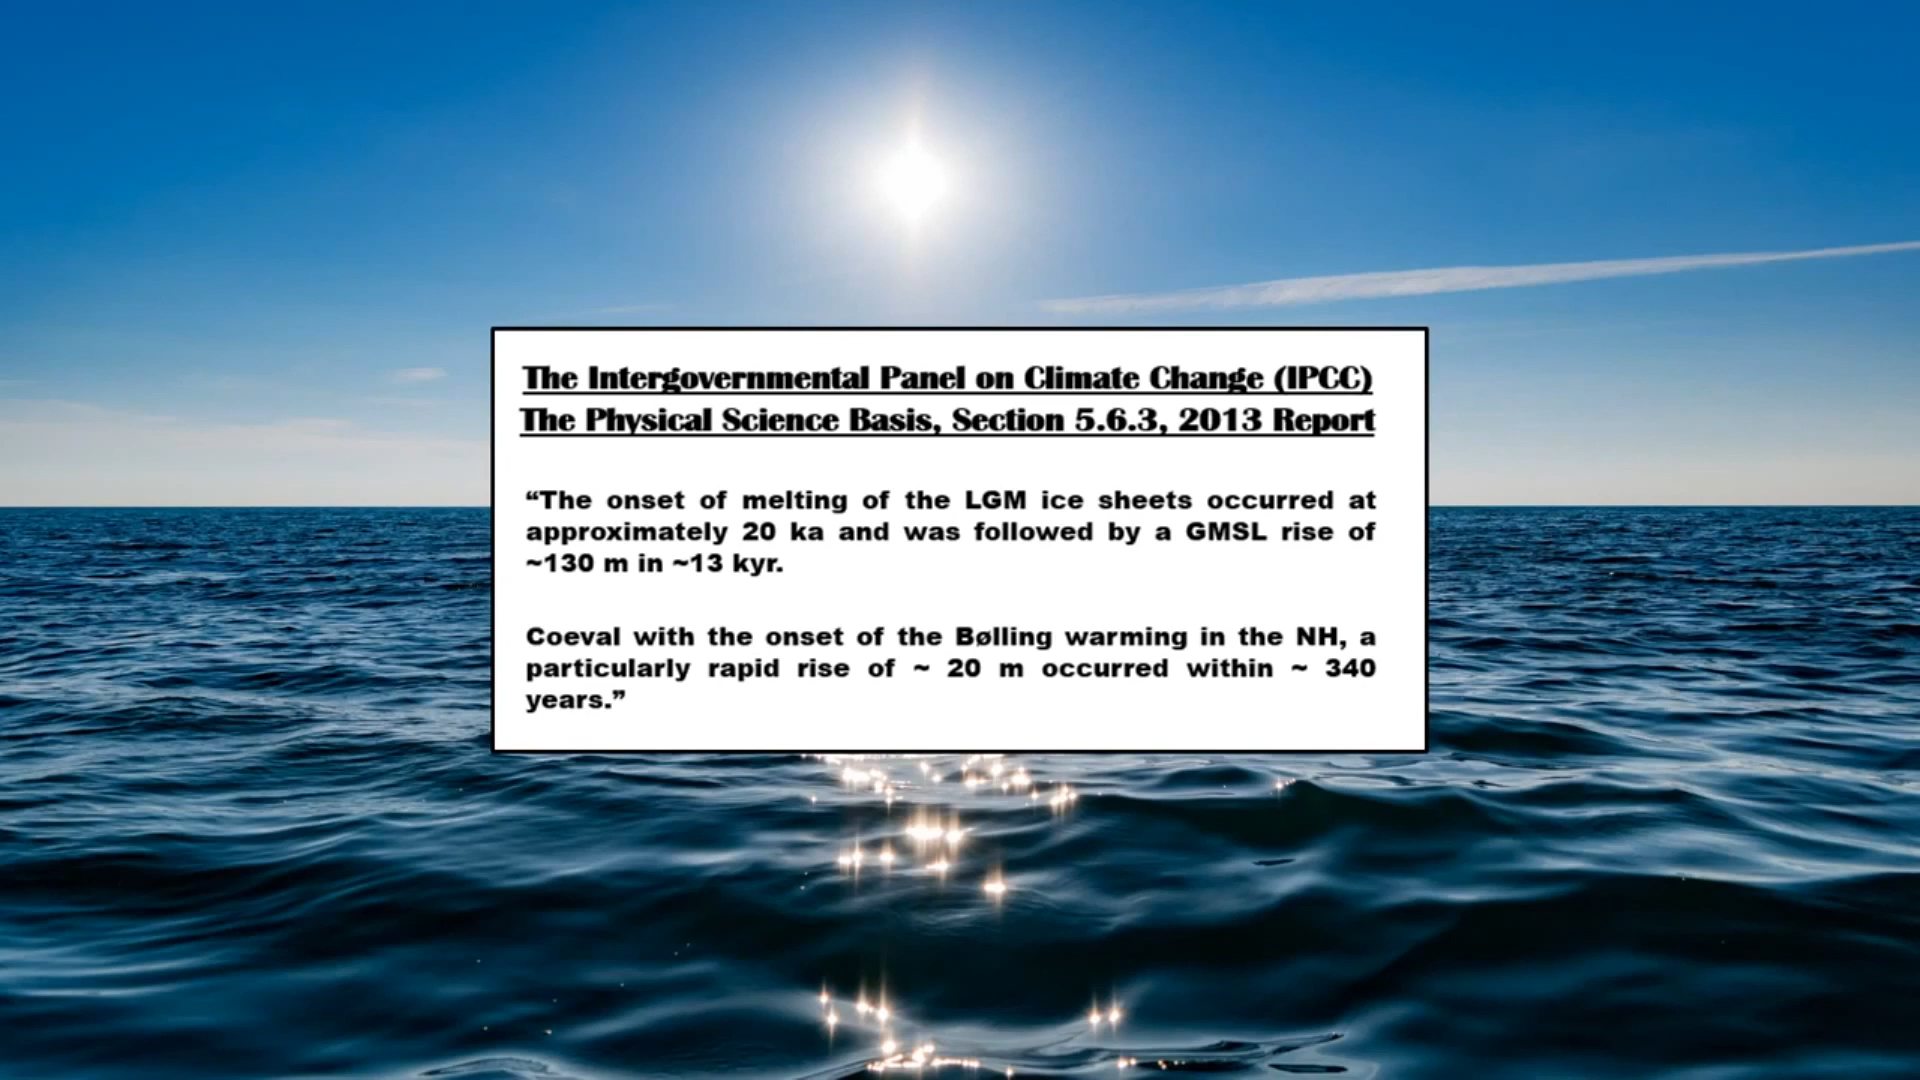 The Intergovernmental Panel on Climate Change (IPCC)
The Physical Science Basis, Section 5.6.3, 2013 Report
“The onset of melting of the LGM ice sheets occurred at
approximately 20 ka and was followed by a GMSL rise of
~130 m in ~13 kyr.
Coeval with the onset of the Bølling warming in the NH, a
particularly rapid rise of ~ 20 m occurred within ~ 340
years.”